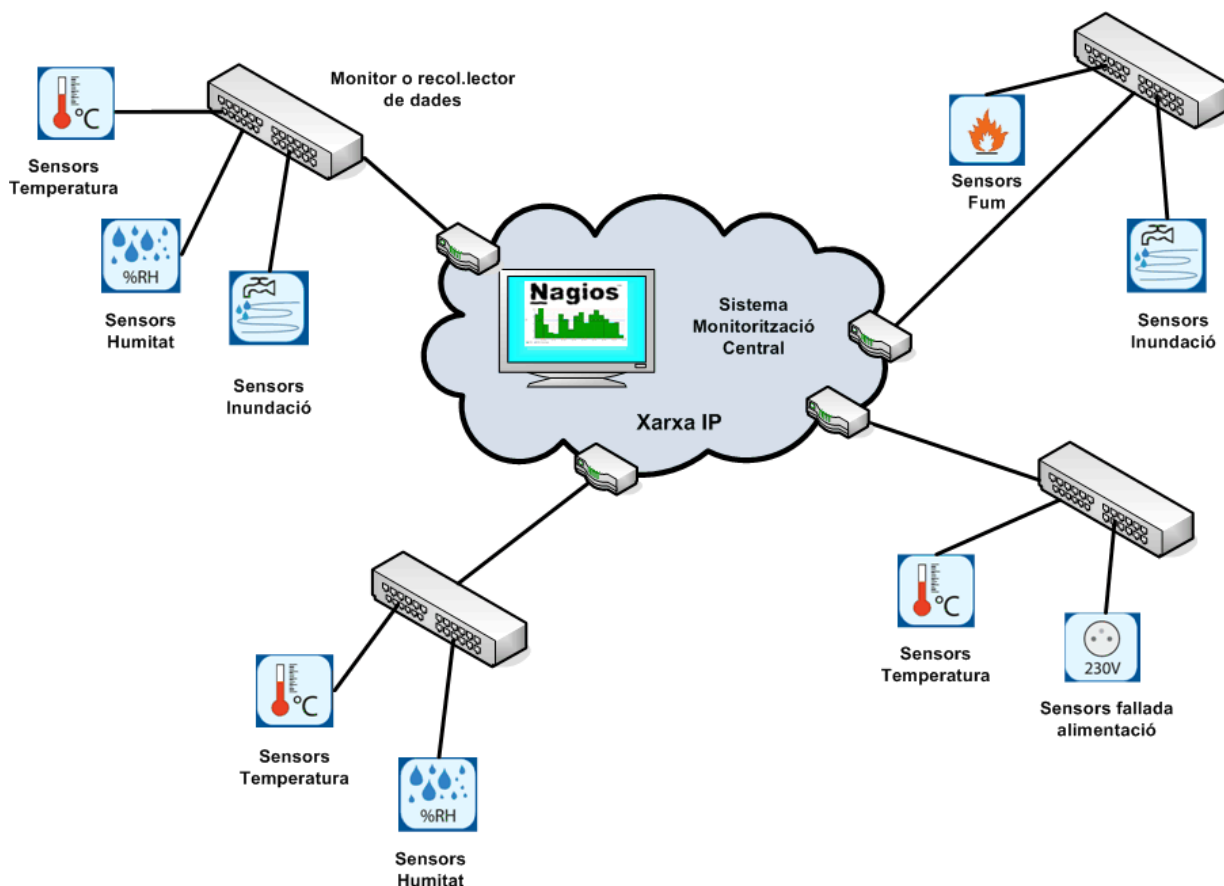 Monitor o recol.lector
de dades
°C
Sensors
Temperatura
%RH
Sensors
Humitat
Sensors
Inundació
Sensors
Fum
Sensors
Inundació
Nagios
Sistema
Monitorització
Central
Xarxa IP
°C
Sensors
Temperatura
230V
Sensors fallada
alimentació
°C
Sensors
Temperatura
%RH
Sensors
Humitat